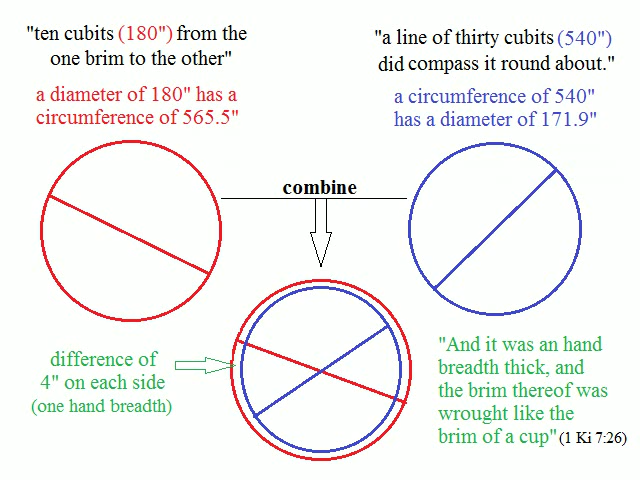 "ten cubits (180") from the
one brim to the other"
a diameter of 180" has a
circumference of 565.5"
"a line of thirty cubits (540")
did compass it round about."
a circumference of 540"
has a diameter of 171.9"
combine
difference of
4" on each side
(one hand breadth)
"And it was an hand
breadth thick, and
the brim thereof was
wrought like the
brim of a cup" (1 Ki 7:26)